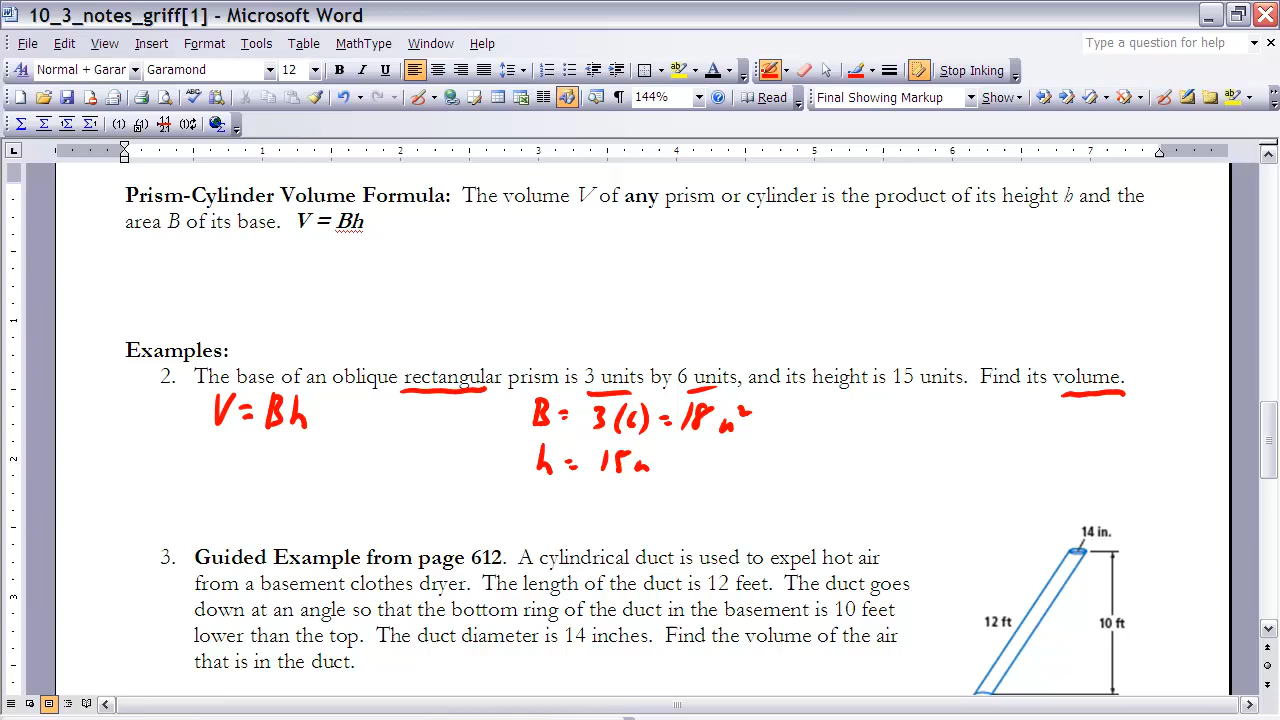 10_3_notes_griff[1] - Microsoft Word
File Edit View Insert Format Tools Table MathType Window Help Type a question for help
Normal + Garar Garamond 12 B I U Stop Inking
144% Read Final Showing Markup Show
1 2 3 4 5 6 7
Prism-Cylinder Volume Formula: The volume V of any prism or cylinder is the product of its height h and the
area B of its base. V = Bh
Examples:
2. The base of an oblique rectangular prism is 3 units by 6 units, and its height is 15 units. Find its volume.
V = Bh B = 3(6) = 18 u²
h = 15 u
3. Guided Example from page 612. A cylindrical duct is used to expel hot air
from a basement clothes dryer. The length of the duct is 12 feet. The duct goes
down at an angle so that the bottom ring of the duct in the basement is 10 feet
lower than the top. The duct diameter is 14 inches. Find the volume of the air
that is in the duct.
14 in.
12 ft 10 ft